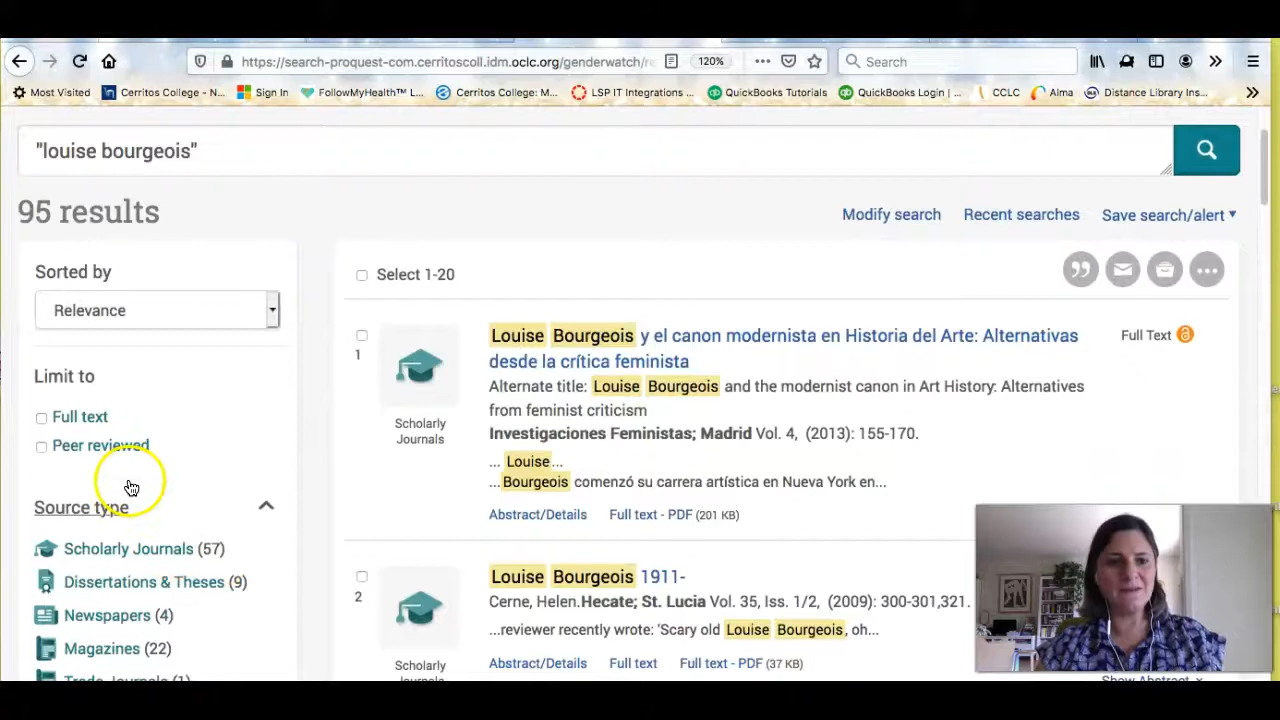 https://search-proquest-com.cerritoscoll.idm.oclc.org/genderwatch/re
120%
Search
Most Visited
Cerritos College - N...
Sign In
FollowMyHealth™ L...
Cerritos College: M...
LSP IT Integrations ...
QuickBooks Tutorials
QuickBooks Login | ...
CCLC
Alma
Distance Library Ins...
"louise bourgeois"
95 results
Modify search
Recent searches
Save search/alert
Sorted by
Relevance
Limit to
Full text
Peer reviewed
Source type
Scholarly Journals (57)
Dissertations & Theses (9)
Newspapers (4)
Magazines (22)
Trade Journals (1)
Select 1-20
1
Scholarly
Journals
Louise Bourgeois y el canon modernista en Historia del Arte: Alternativas
desde la crítica feminista
Full Text
Alternate title: Louise Bourgeois and the modernist canon in Art History: Alternatives
from feminist criticism
Investigaciones Feministas; Madrid Vol. 4, (2013): 155-170.
... Louise ...
...Bourgeois comenzó su carrera artística en Nueva York en...
Abstract/Details Full text - PDF (201 KB)
2
Scholarly
Journals
Louise Bourgeois 1911-
Cerne, Helen.Hecate; St. Lucia Vol. 35, Iss. 1/2, (2009): 300-301,321.
...reviewer recently wrote: 'Scary old Louise Bourgeois, oh...
Abstract/Details Full text Full text - PDF (37 KB)
Show Abstract